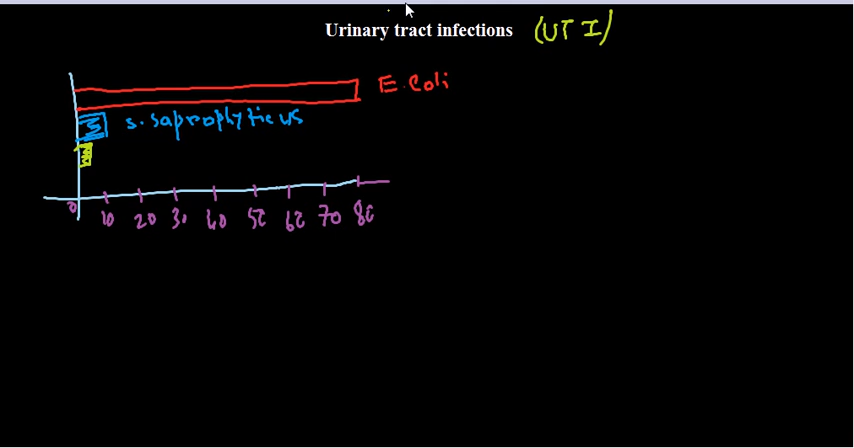 Urinary tract infections (UTI)
E. Coli
s. saprophyticus
0 10 20 30 40 50 60 70 80